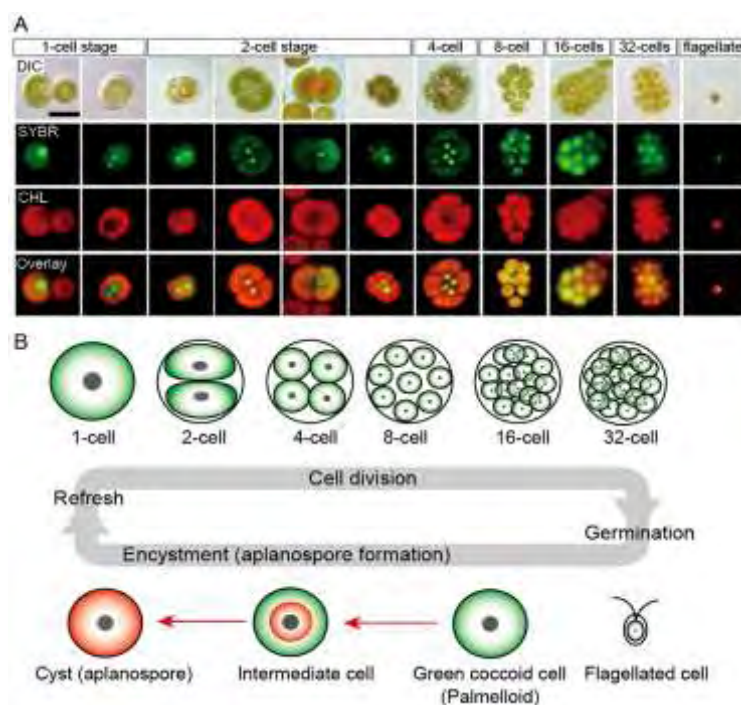 A
1-cell stage 2-cell stage 4-cell 8-cell 16-cells 32-cells flagellate
DIC
SYBR
CHL
Overlay
B
1-cell 2-cell 4-cell 8-cell 16-cell 32-cell
Cell division
Refresh
Germination
Encystment (aplanospore formation)
Cyst (aplanospore) Intermediate cell Green coccoid cell Flagellated cell
(Palmelloid)